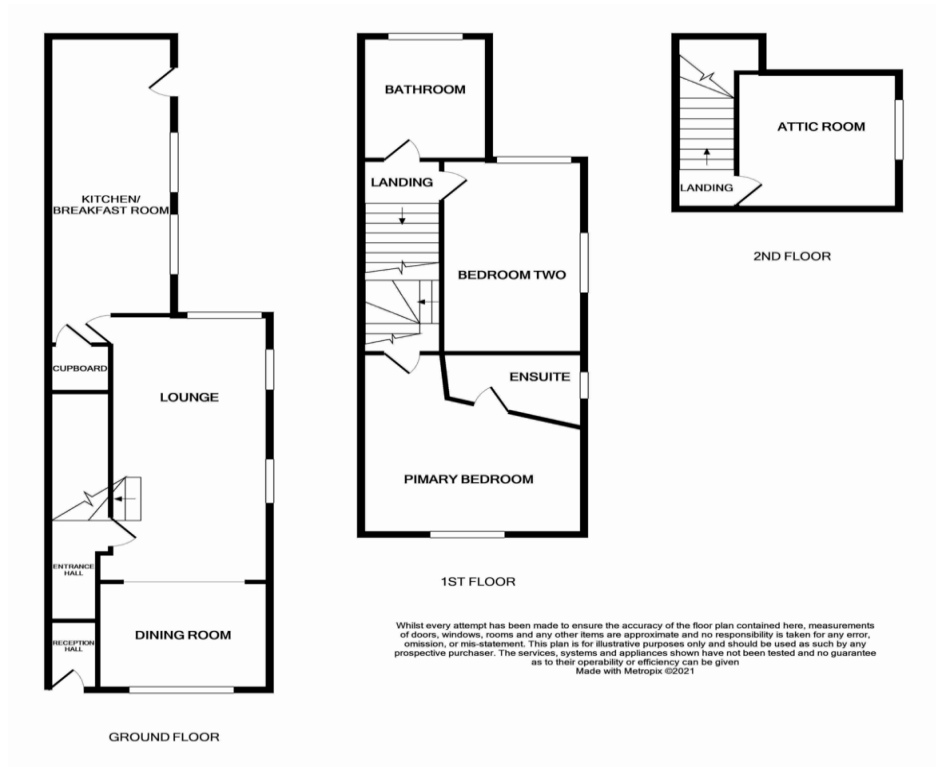 KITCHEN/
BREAKFAST ROOM
CUPBOARD
LOUNGE
ENTRANCE
HALL
RECEPTION
HALL
DINING ROOM
GROUND FLOOR
BATHROOM
LANDING
BEDROOM TWO
ENSUITE
PIMARY BEDROOM
1ST FLOOR
ATTIC ROOM
LANDING
2ND FLOOR
Whilst every attempt has been made to ensure the accuracy of the floor plan contained here, measurements
of doors, windows, rooms and any other items are approximate and no responsibility is taken for any error,
omission, or mis-statement. This plan is for illustrative purposes only and should be used as such by any
prospective purchaser. The services, systems and appliances shown have not been tested and no guarantee
as to their operability or efficiency can be given
Made with Metropix ©2021